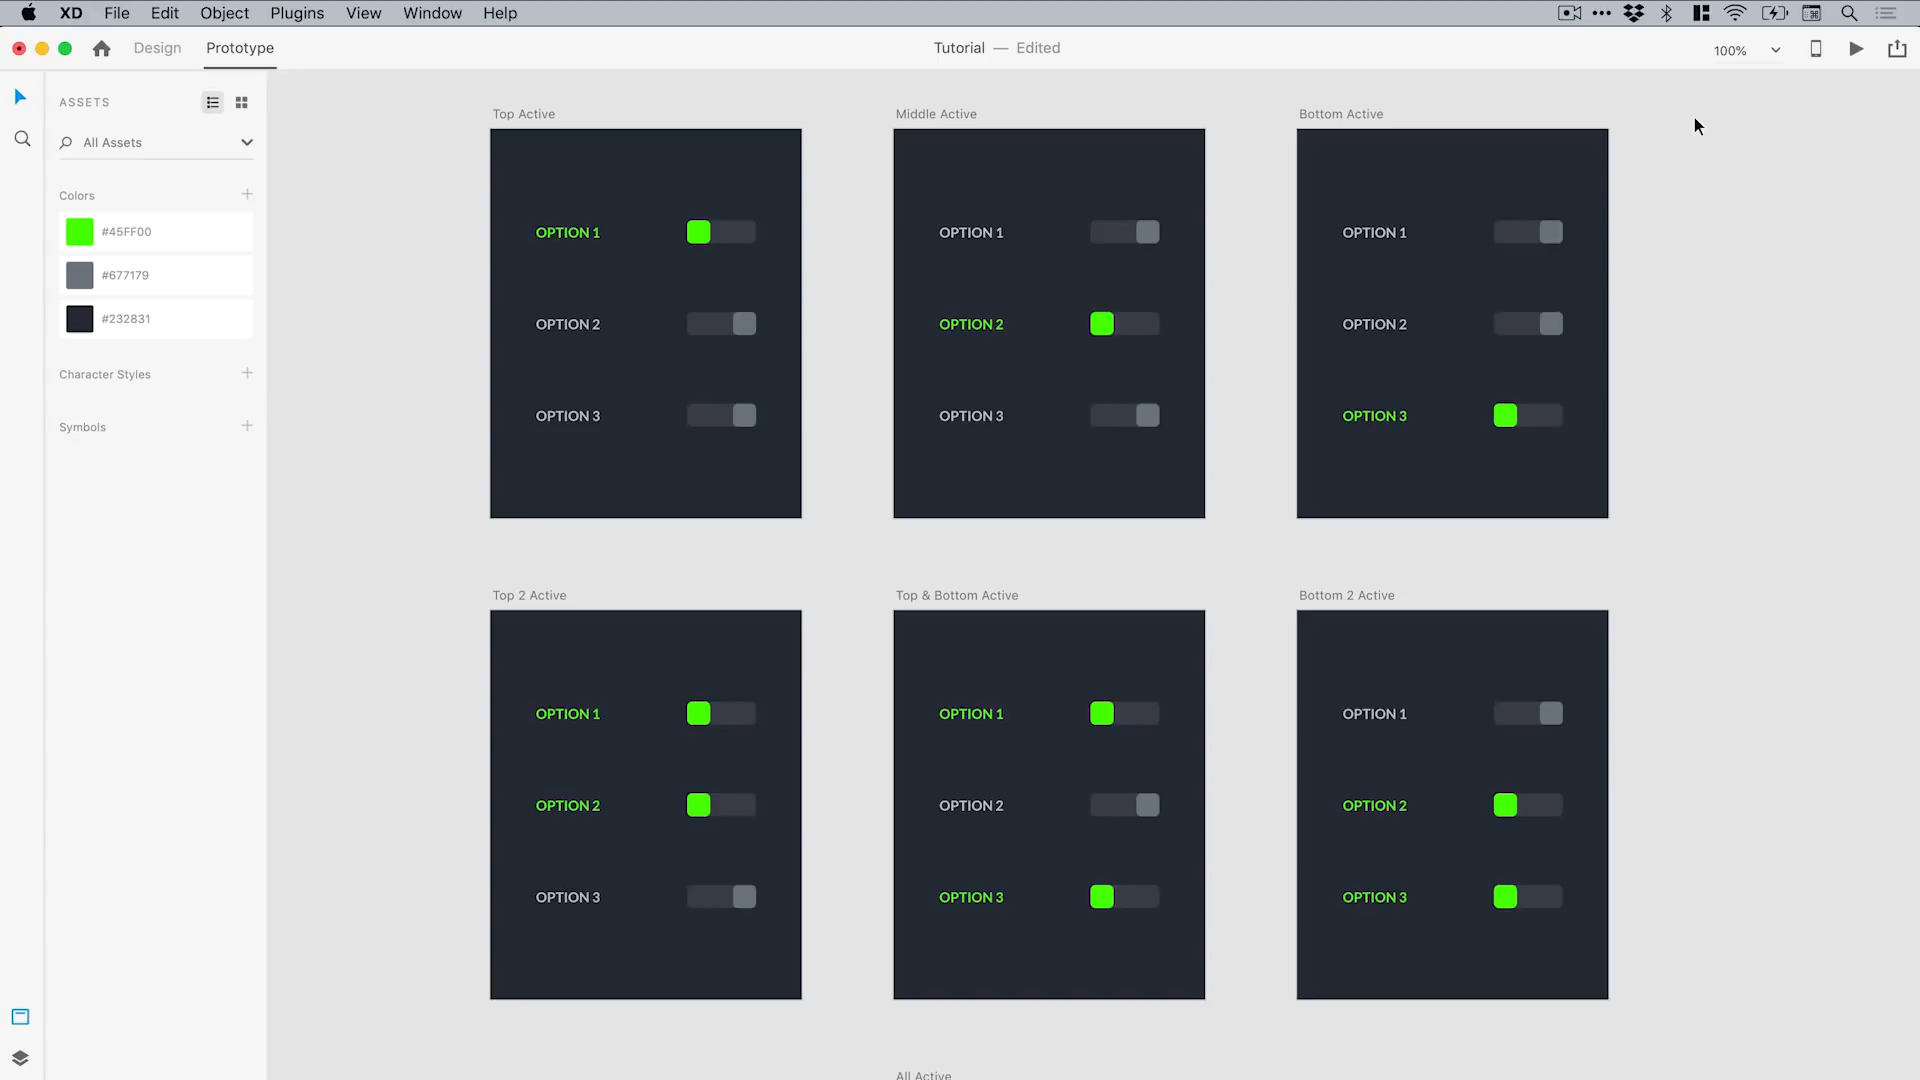 XD File Edit Object Plugins View Window Help
Design Prototype Tutorial — Edited 100%
ASSETS
All Assets
Colors
#45FF00
#677179
#232831
Character Styles
Symbols
Top Active
OPTION 1
OPTION 2
OPTION 3
Middle Active
OPTION 1
OPTION 2
OPTION 3
Bottom Active
OPTION 1
OPTION 2
OPTION 3
Top 2 Active
OPTION 1
OPTION 2
OPTION 3
Top & Bottom Active
OPTION 1
OPTION 2
OPTION 3
Bottom 2 Active
OPTION 1
OPTION 2
OPTION 3
All Active